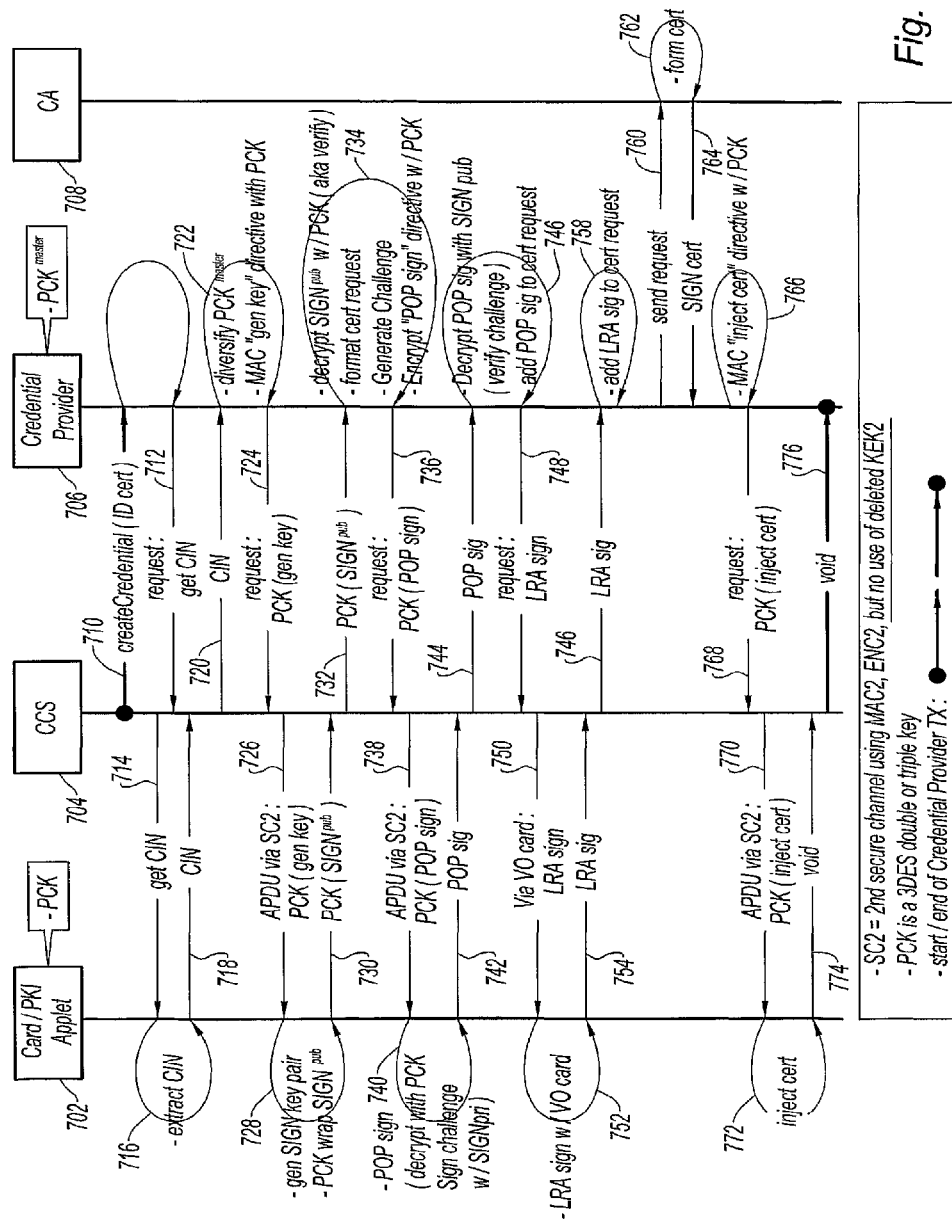 Card / PKI
Applet
702
- PCK
CCS
704
Credential
Provider
706
- PCK master
CA
708
710
createCredential ( ID cert )
714
get CIN
request :
get CIN
712
716
- extract CIN
CIN
718
CIN
720
722
- diversify PCK master
- MAC "gen key" directive with PCK
request :
PCK (gen key)
724
APDU via SC2 :
PCK ( gen key )
726
728
- gen SIGN key pair
- PCK wrap SIGN pub
PCK ( SIGN pub )
730
PCK ( SIGN pub )
732
- decrypt SIGN pub w/ PCK ( aka verify )
- format cert request
- Generate Challenge
- Encrypt "POP sign" directive w/ PCK
734
request :
PCK ( POP sign )
736
APDU via SC2 :
PCK ( POP sign )
738
- POP sign 740
( decrypt with PCK
Sign challenge
w / SIGNpri )
POP sig
742
POP sig
744
- Decrypt POP sig with SIGN pub
( verify challenge )
- add POP sig to cert request
746
request :
LRA sign
748
Via VO card :
LRA sign
750
- LRA sign w / VO card
752
LRA sig
754
LRA sig
746
758
- add LRA sig to cert request
send request
760
762
- form cert
SIGN cert
764
- MAC "inject cert" directive w / PCK
766
request :
PCK ( inject cert )
768
APDU via SC2 :
PCK ( inject cert )
770
772
inject cert
void
774
void
776
- SC2 = 2nd secure channel using MAC2, ENC2, but no use of deleted KEK2
- PCK is a 3DES double or triple key
- start / end of Credential Provider TX :
Fig.